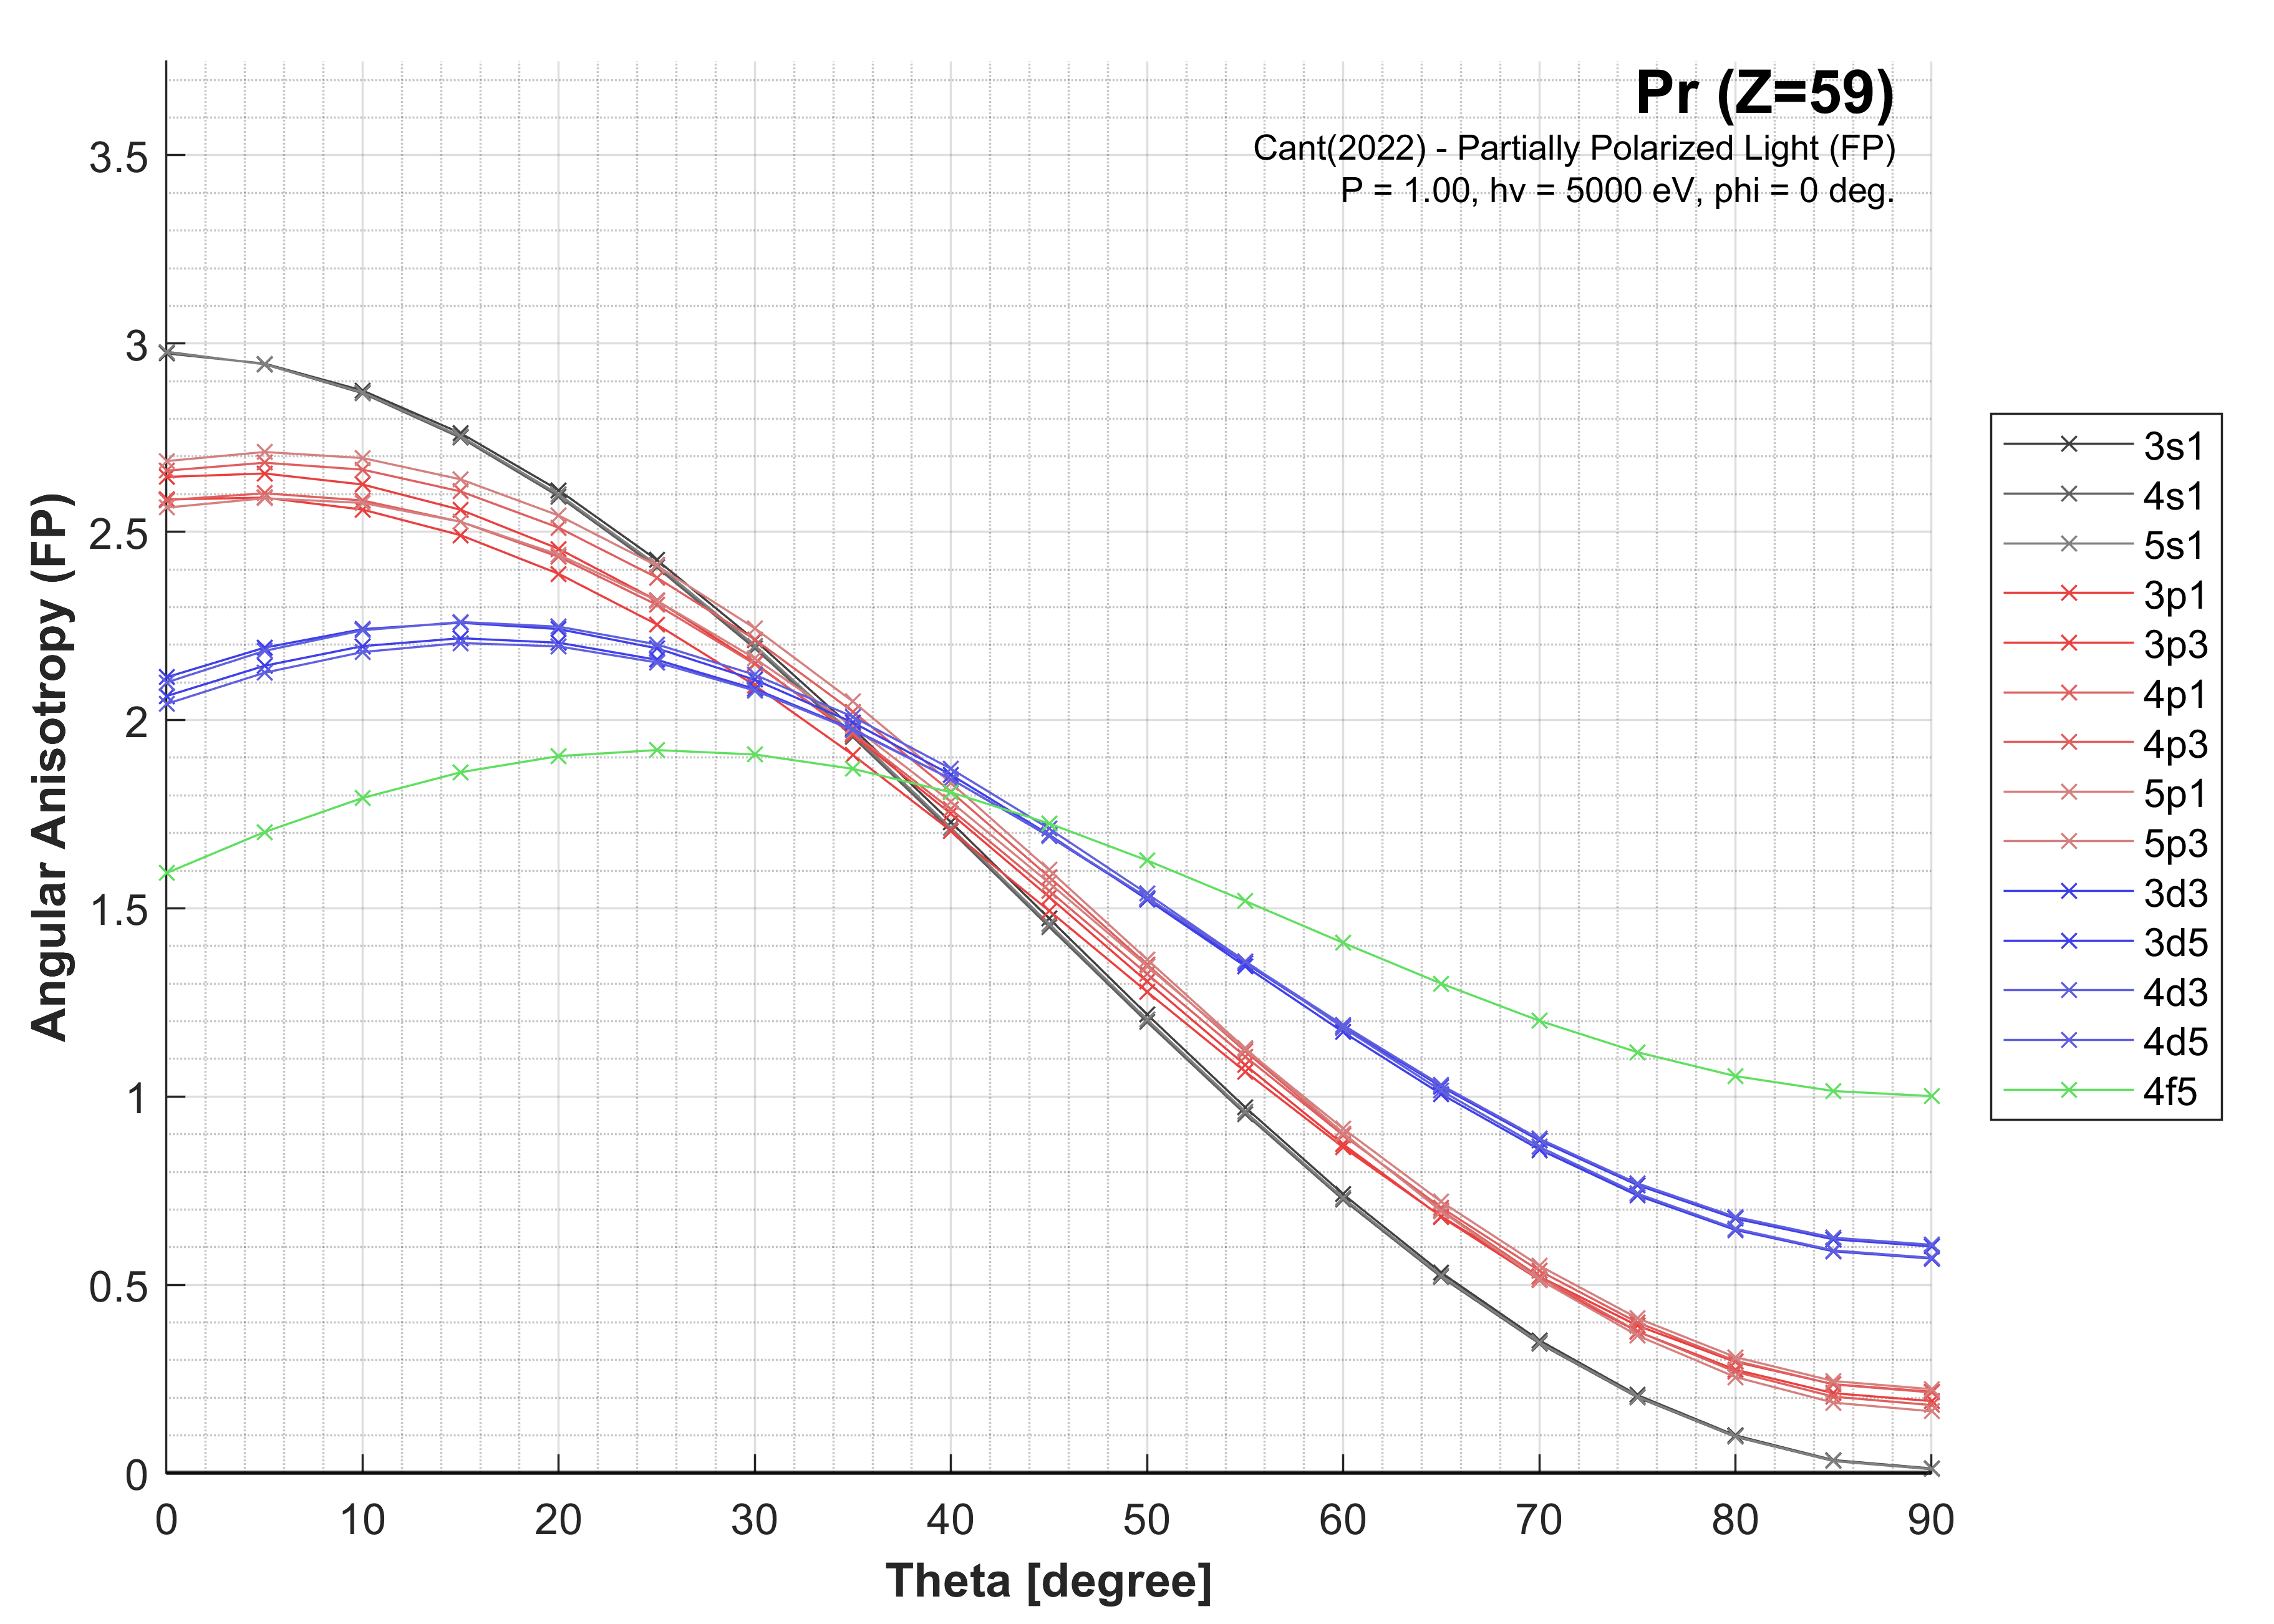 Pr (Z=59)
Cant(2022) - Partially Polarized Light (FP)
P = 1.00, hv = 5000 eV, phi = 0 deg.
Angular Anisotropy (FP)
3.5
3
2.5
2
1.5
1
0.5
0
0 10 20 30 40 50 60 70 80 90
Theta [degree]
3s1
4s1
5s1
3p1
3p3
4p1
4p3
5p1
5p3
3d3
3d5
4d3
4d5
4f5